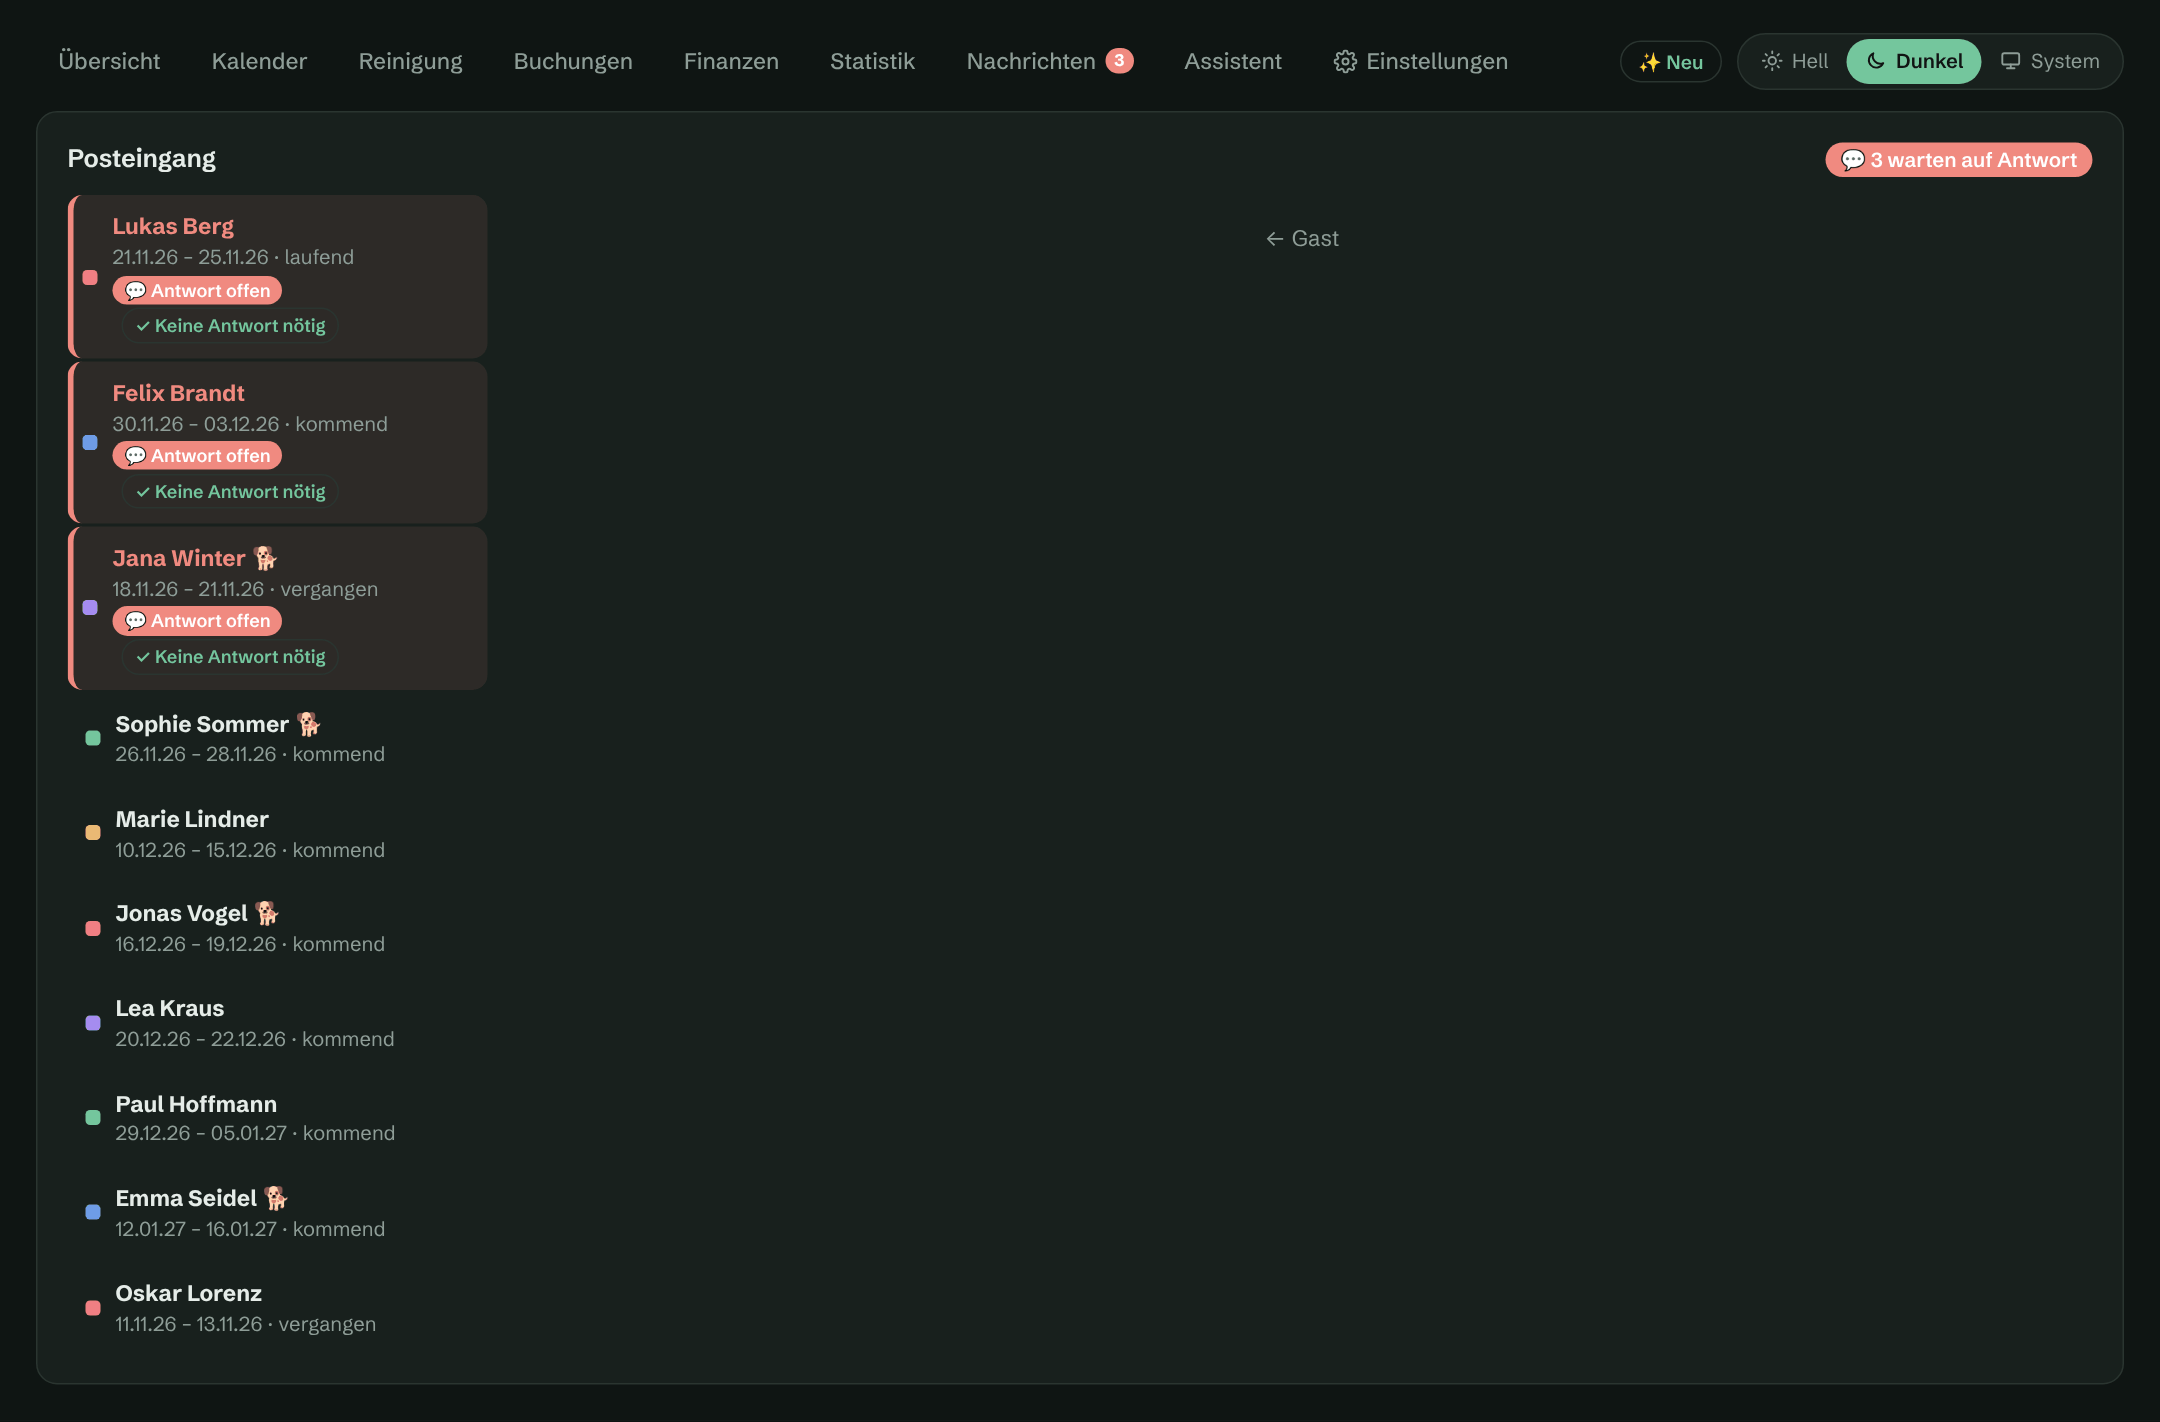 Übersicht Kalender Reinigung Buchungen Finanzen Statistik Nachrichten 3 Assistent Einstellungen ✨ Neu Hell Dunkel System
Posteingang
💬 3 warten auf Antwort
← Gast
Lukas Berg
21.11.26 – 25.11.26 · laufend
💬 Antwort offen
✓ Keine Antwort nötig
Felix Brandt
30.11.26 – 03.12.26 · kommend
💬 Antwort offen
✓ Keine Antwort nötig
Jana Winter 🐕
18.11.26 – 21.11.26 · vergangen
💬 Antwort offen
✓ Keine Antwort nötig
Sophie Sommer 🐕
26.11.26 – 28.11.26 · kommend
Marie Lindner
10.12.26 – 15.12.26 · kommend
Jonas Vogel 🐕
16.12.26 – 19.12.26 · kommend
Lea Kraus
20.12.26 – 22.12.26 · kommend
Paul Hoffmann
29.12.26 – 05.01.27 · kommend
Emma Seidel 🐕
12.01.27 – 16.01.27 · kommend
Oskar Lorenz
11.11.26 – 13.11.26 · vergangen